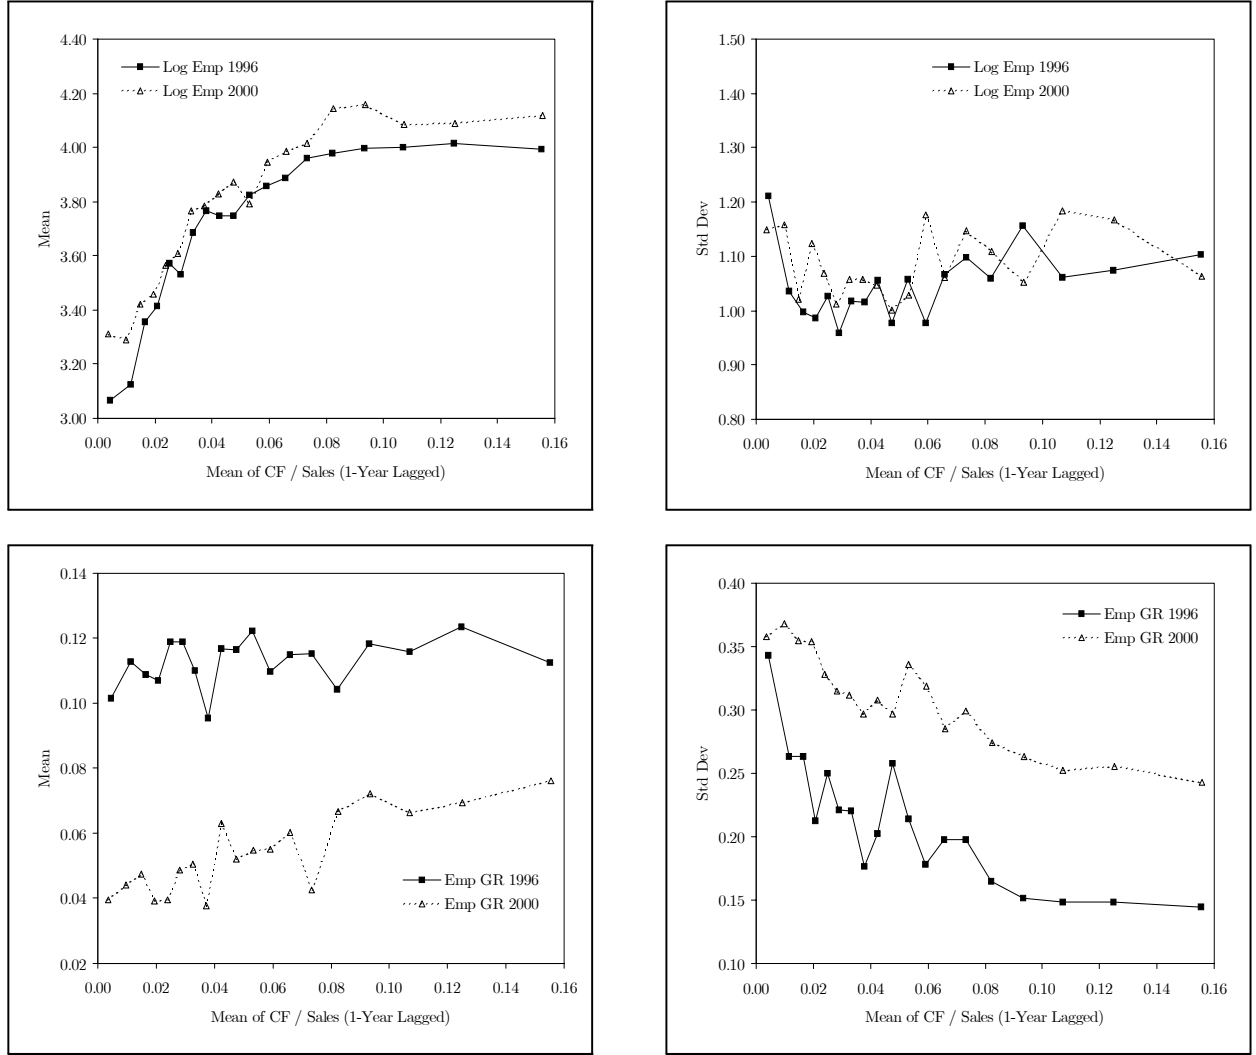 4.40
4.20
4.00
3.80
3.60
3.40
3.20
3.00
Mean
Log Emp 1996
Log Emp 2000
0.00 0.02 0.04 0.06 0.08 0.10 0.12 0.14 0.16
Mean of CF / Sales (1-Year Lagged)
1.50
1.40
1.30
1.20
1.10
1.00
0.90
0.80
Std Dev
Log Emp 1996
Log Emp 2000
0.00 0.02 0.04 0.06 0.08 0.10 0.12 0.14 0.16
Mean of CF / Sales (1-Year Lagged)
0.14
0.12
0.10
0.08
0.06
0.04
0.02
Mean
Emp GR 1996
Emp GR 2000
0.00 0.02 0.04 0.06 0.08 0.10 0.12 0.14 0.16
Mean of CF / Sales (1-Year Lagged)
0.40
0.35
0.30
0.25
0.20
0.15
0.10
Std Dev
Emp GR 1996
Emp GR 2000
0.00 0.02 0.04 0.06 0.08 0.10 0.12 0.14 0.16
Mean of CF / Sales (1-Year Lagged)